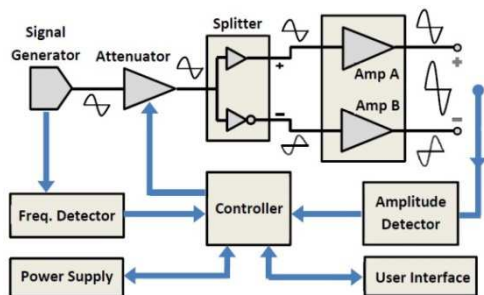 Signal
Generator
Attenuator
Splitter
+
−
Amp A
Amp B
+
−
Freq. Detector
Controller
Amplitude
Detector
Power Supply
User Interface